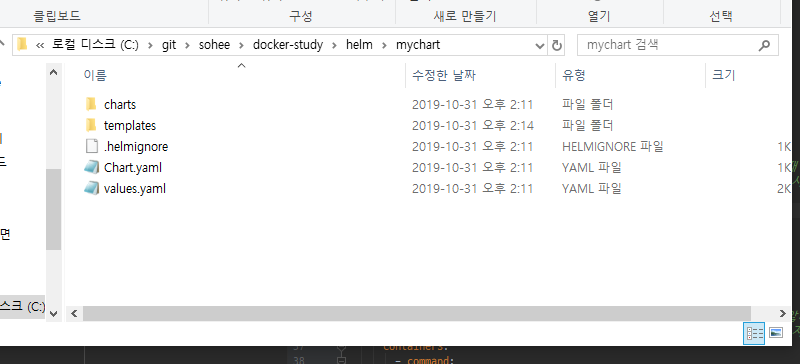 클립보드 구성 새로 만들기 열기 선택
« 로컬 디스크 (C:) > git > sohee > docker-study > helm > mychart
mychart 검색
이름 수정한 날짜 유형 크기
charts 2019-10-31 오후 2:11 파일 폴더
templates 2019-10-31 오후 2:14 파일 폴더
.helmignore 2019-10-31 오후 2:11 HELMIGNORE 파일 1K
Chart.yaml 2019-10-31 오후 2:11 YAML 파일 1K
values.yaml 2019-10-31 오후 2:11 YAML 파일 2K
드
면
스크 (C:)
37 containers:
38 - command: